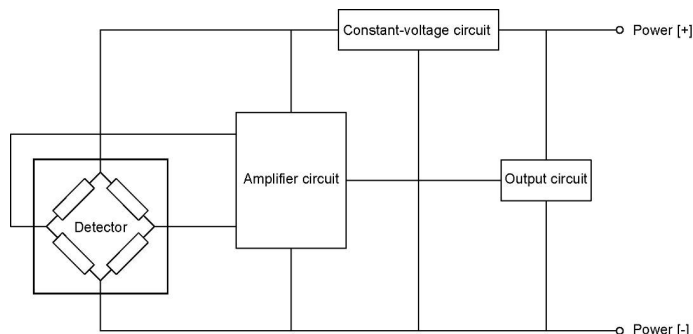 Constant-voltage circuit
Power [+]
Amplifier circuit
Output circuit
Detector
Power [-]